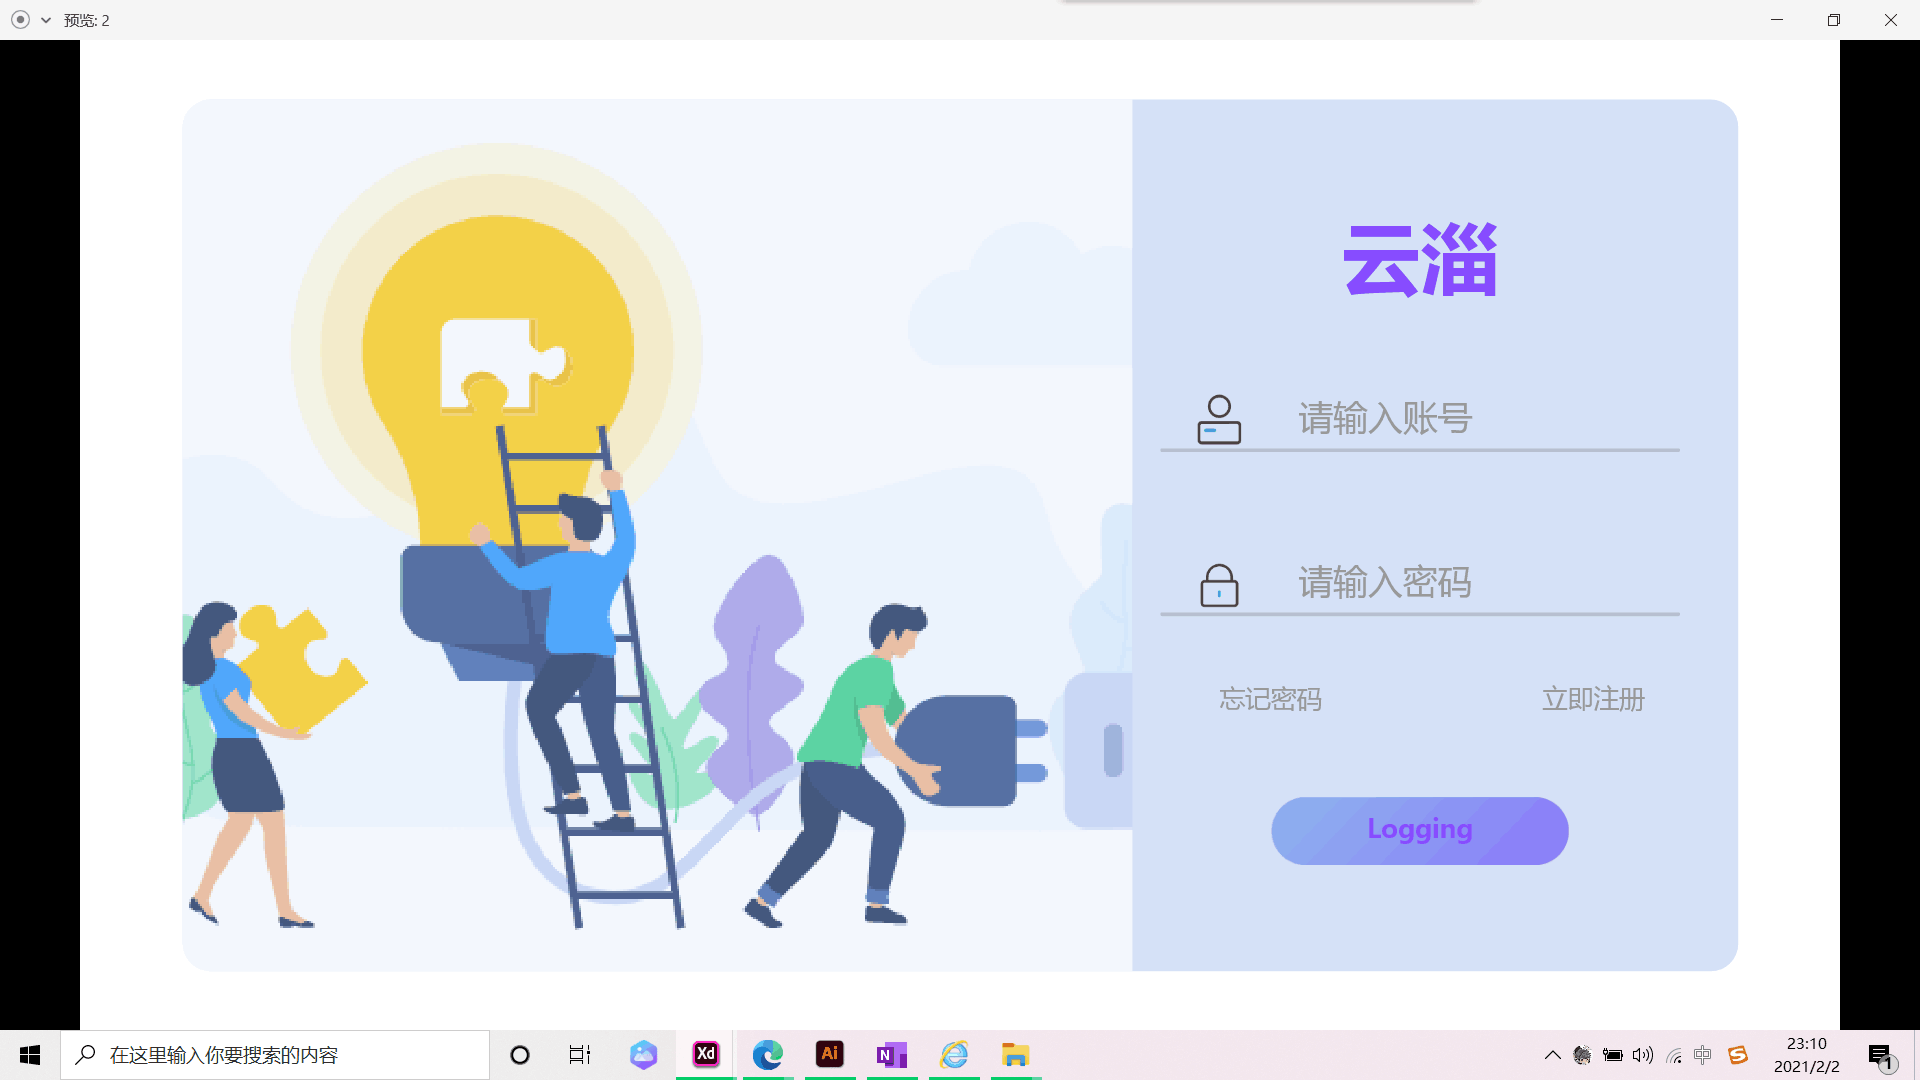 预览: 2
云淄
请输入账号
请输入密码
忘记密码
立即注册
Logging
在这里输入你要搜索的内容
Xd
Ai
N
中
S
23:10
2021/2/2
1